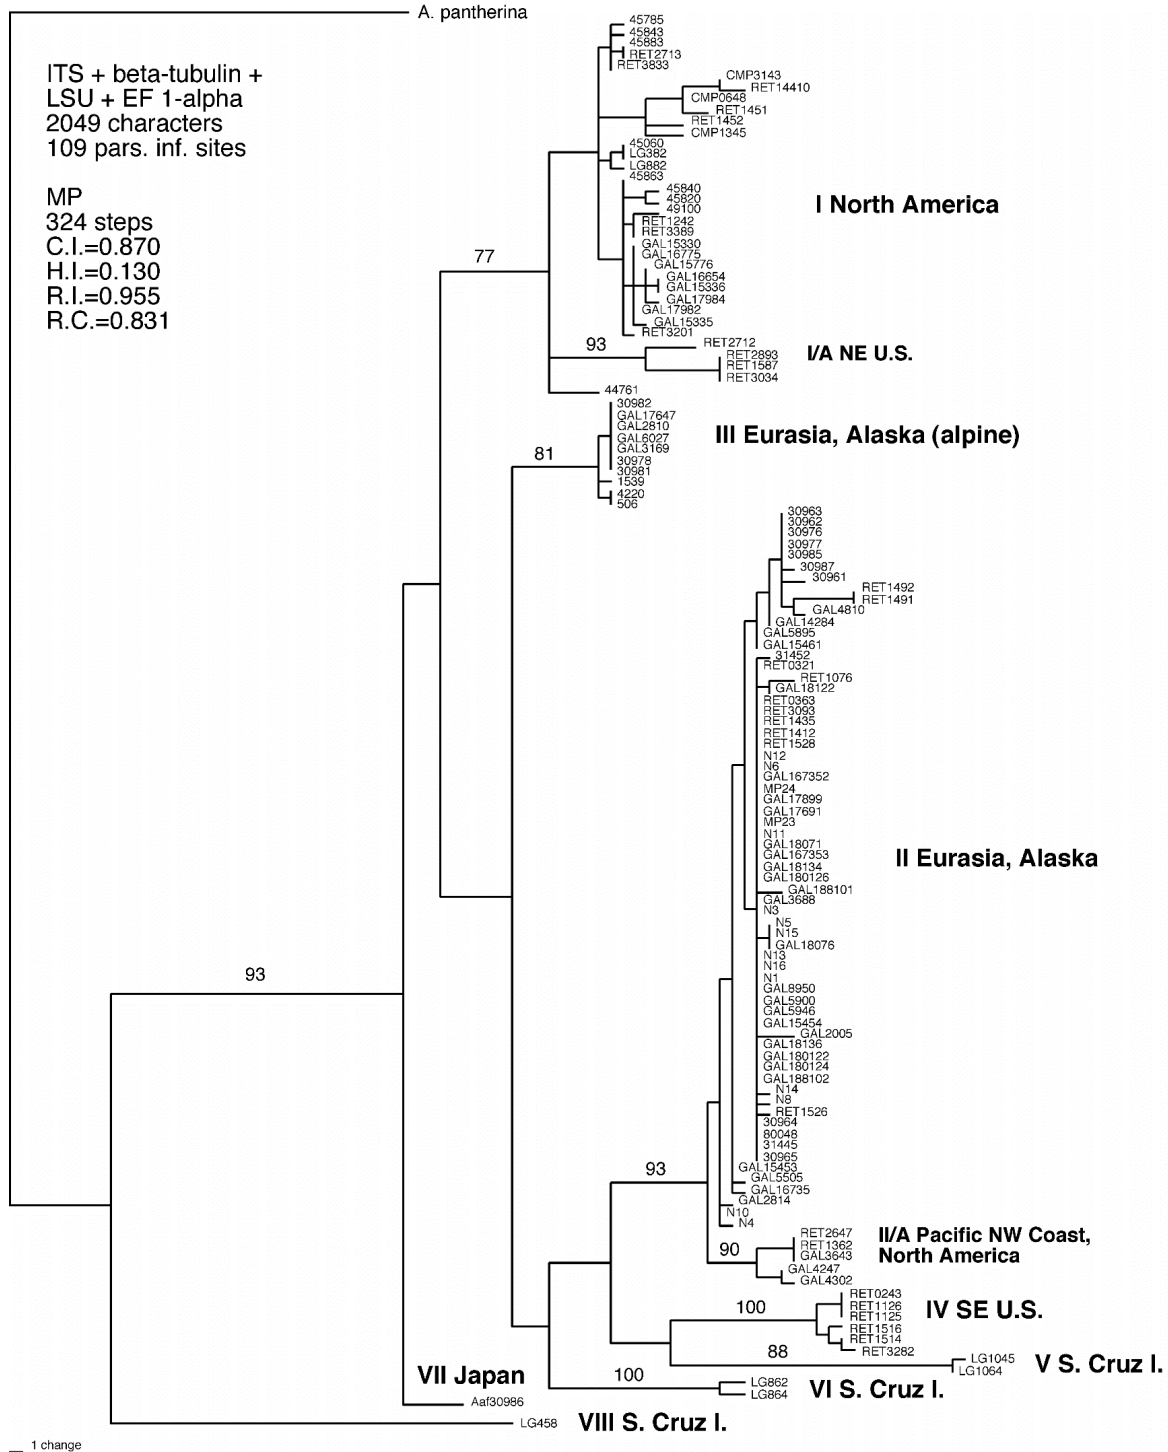 A. pantherina
ITS + beta-tubulin +
LSU + EF 1-alpha
2049 characters
109 pars. inf. sites
MP
324 steps
C.I.=0.870
H.I.=0.130
R.I.=0.955
R.C.=0.831
45785
45843
45883
RET2713
RET3833
CMP3143
RET14410
CMP0648
RET1451
RET1452
CMP1345
45060
LG382
LG882
45863
45840
45820
49100
RET1242
RET3389
GAL15330
GAL16775
GAL15776
GAL16654
GAL15336
GAL17984
GAL17982
GAL15335
RET3201
I North America
77
93
RET2712
RET2893
RET1587
RET3034
I/A NE U.S.
44761
30982
GAL17647
GAL2810
GAL6027
GAL3169
30978
30981
1539
4220
506
III Eurasia, Alaska (alpine)
81
30963
30962
30976
30977
30985
30987
30961
RET1492
RET1491
GAL4810
GAL14284
GAL5895
GAL15461
31452
RET0321
RET1076
GAL18122
RET0363
RET3093
RET1435
RET1412
RET1528
N12
N6
GAL167352
MP24
GAL17899
GAL17691
MP23
N11
GAL18071
GAL167353
GAL18134
GAL180126
GAL188101
GAL3688
N3
N5
N15
GAL18076
N13
N16
N1
GAL8950
GAL5900
GAL5946
GAL15454
GAL2005
GAL18136
GAL180122
GAL180124
GAL188102
N14
N8
RET1526
30964
80048
31445
30965
GAL15453
GAL5505
GAL16735
GAL2814
N10
N4
II Eurasia, Alaska
93
93
90
RET2647
RET1362
GAL3643
GAL4247
GAL4302
II/A Pacific NW Coast,
North America
100
RET0243
RET1126
RET1125
RET1516
RET1514
RET3282
IV SE U.S.
88
LG1045
LG1064
V S. Cruz I.
100
LG862
LG864
VI S. Cruz I.
VII Japan
Aaf30986
LG458
VIII S. Cruz I.
1 change